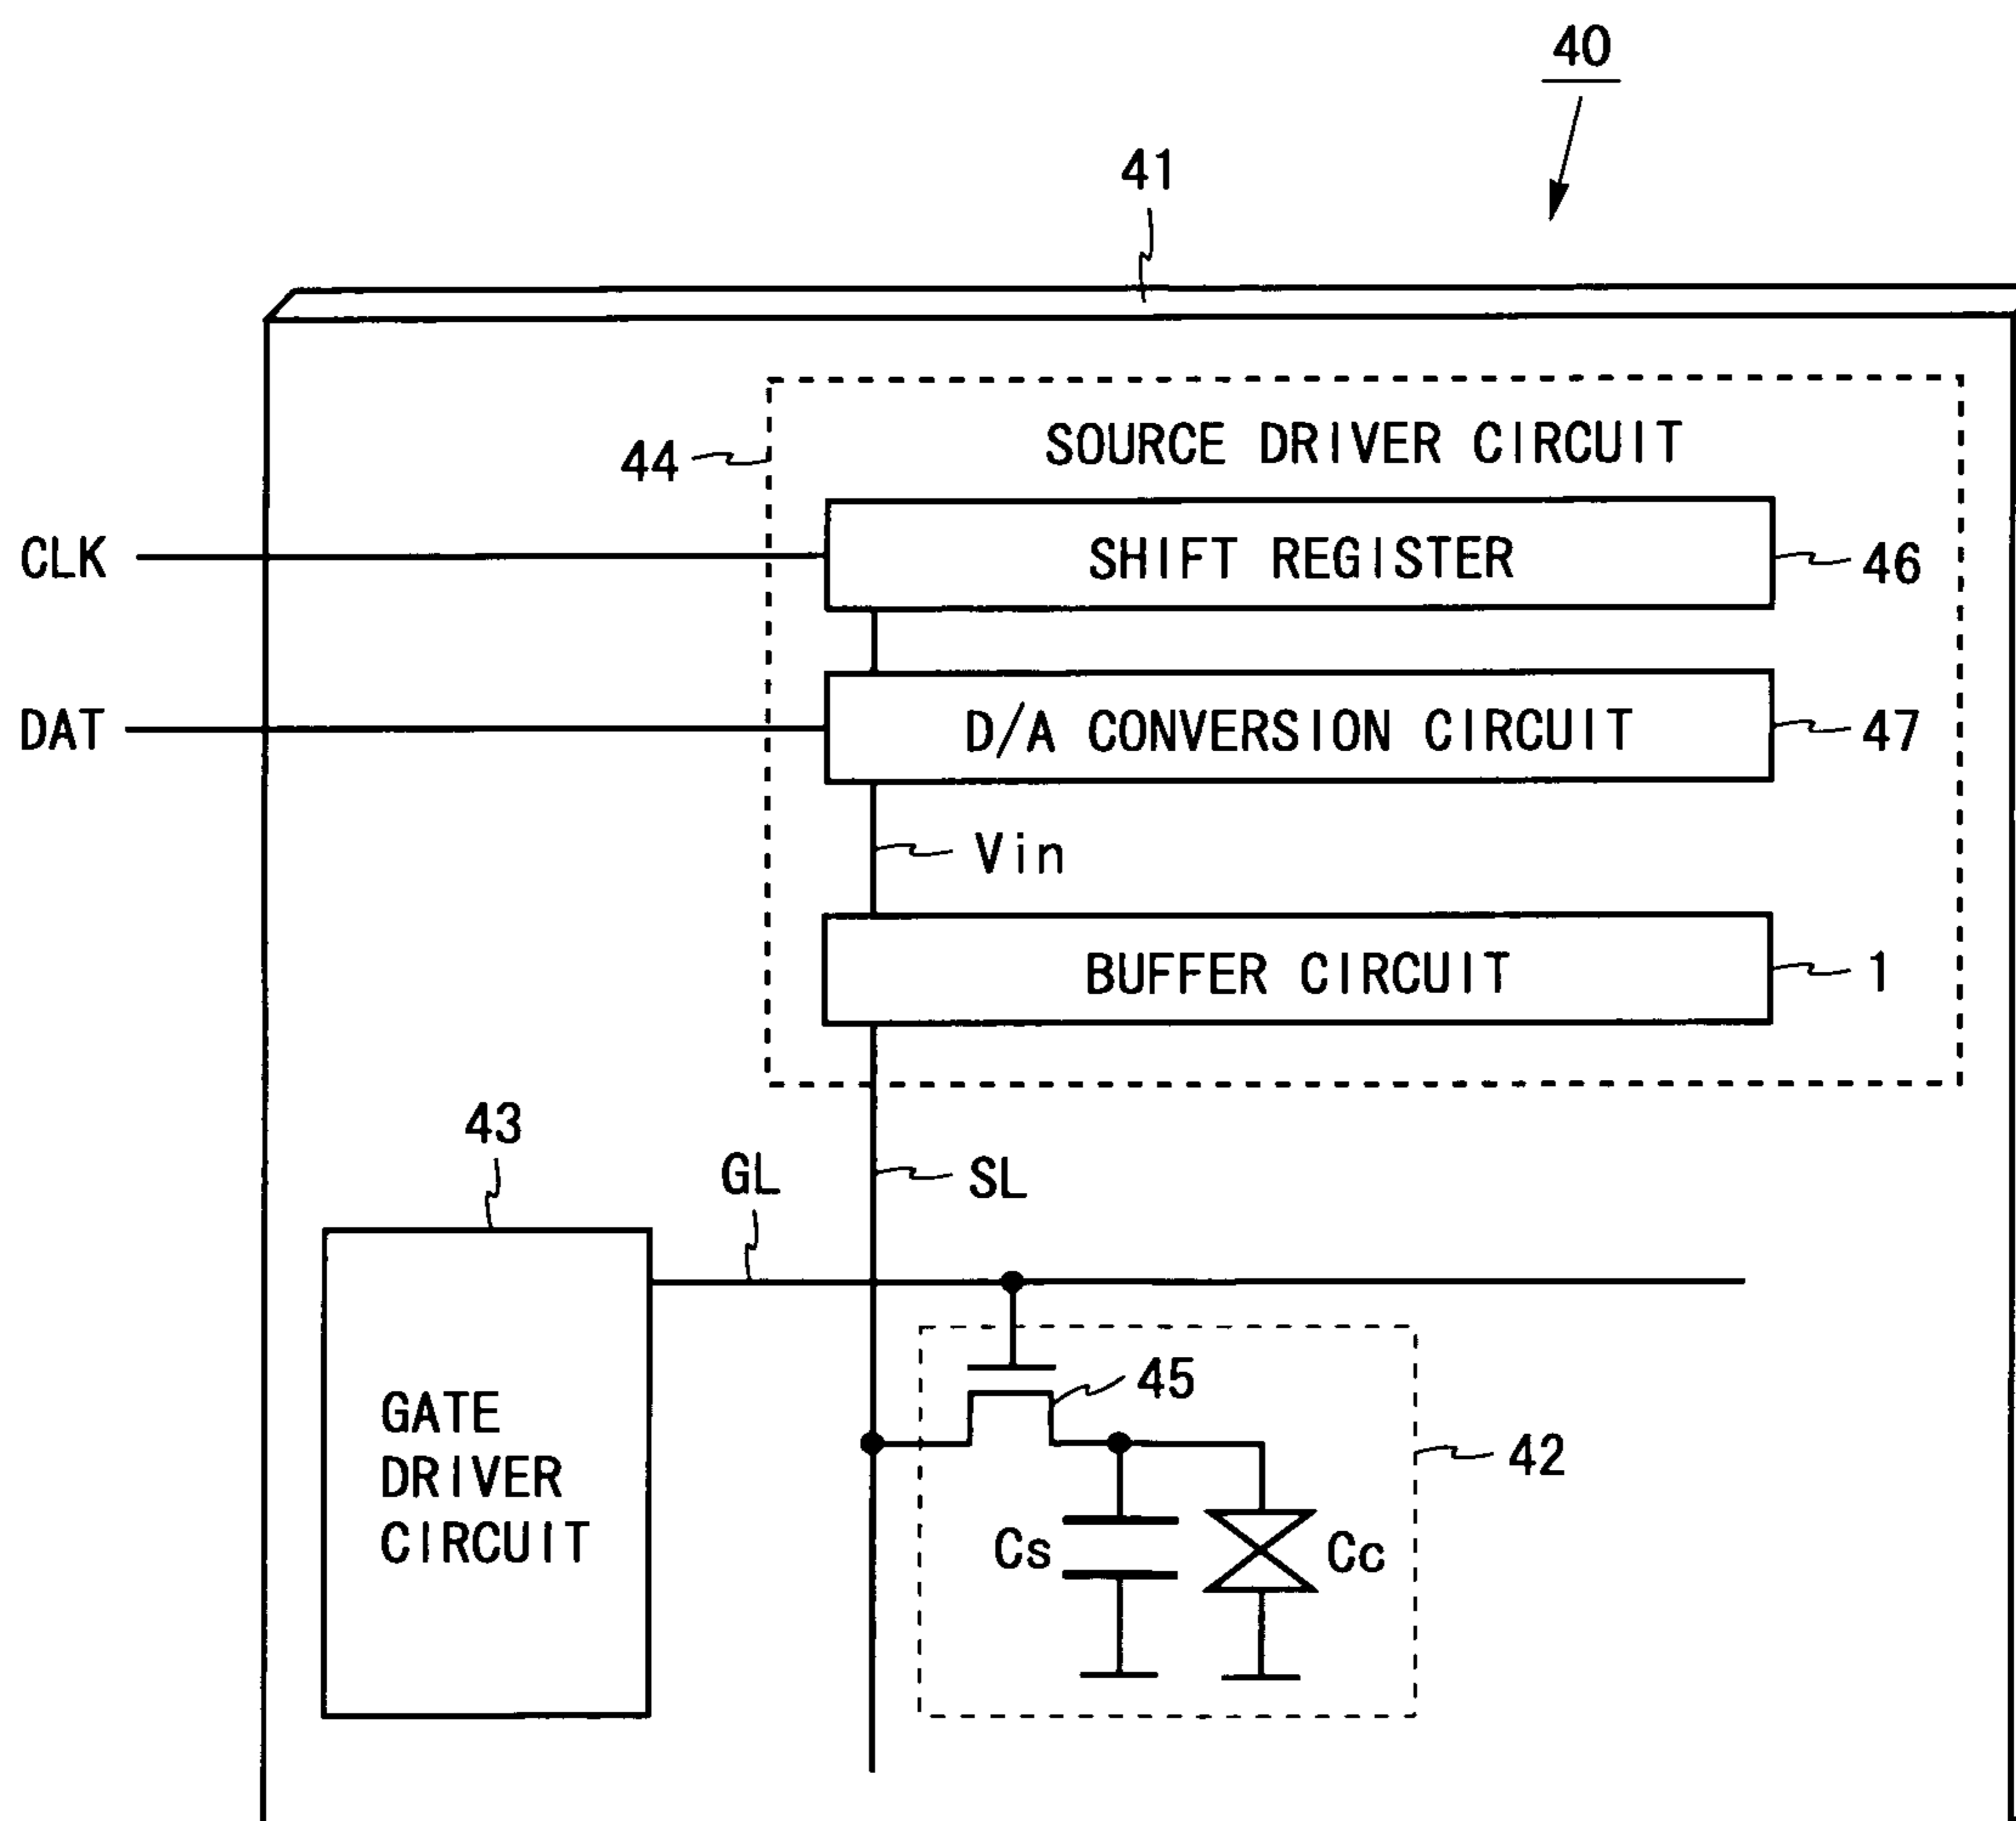 40
41
44
SOURCE DRIVER CIRCUIT
CLK
SHIFT REGISTER
46
DAT
D/A CONVERSION CIRCUIT
47
Vin
BUFFER CIRCUIT
1
43
GL
SL
45
GATE
DRIVER
CIRCUIT
42
Cs
Cc